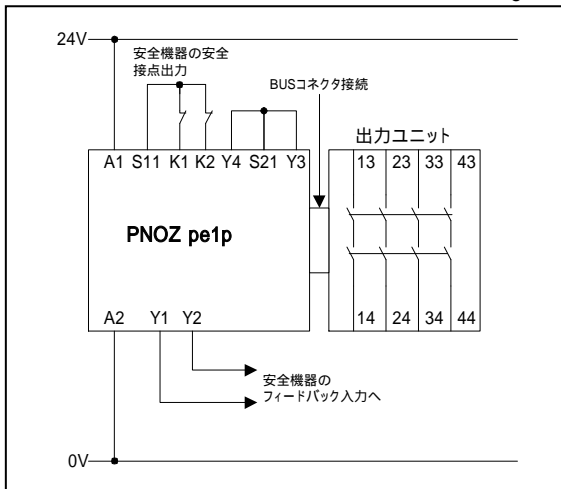 24V
安全機器の安全
接点出力
BUSコネクタ接続
出力ユニット
A1 S11 K1 K2 Y4 S21 Y3
13 23 33 43
PNOZ pe1p
A2 Y1 Y2
14 24 34 44
安全機器の
フィードバック入力へ
0V